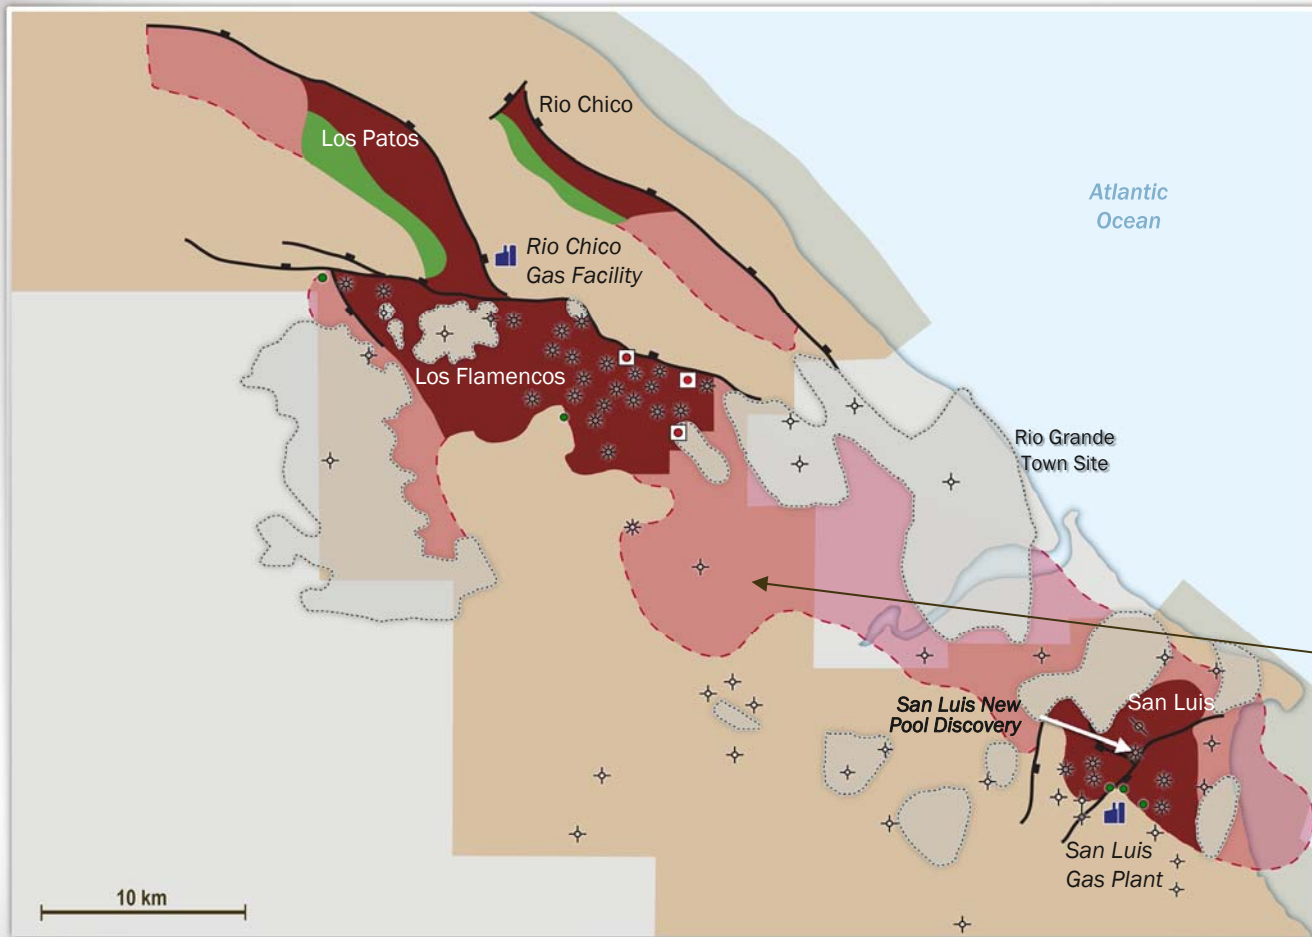 Rio Chico
Los Patos
Atlantic
Ocean
Rio Chico
Gas Facility
Los Flamencos
Rio Grande
Town Site
San Luis New
Pool Discovery
San Luis
San Luis
Gas Plant
10 km